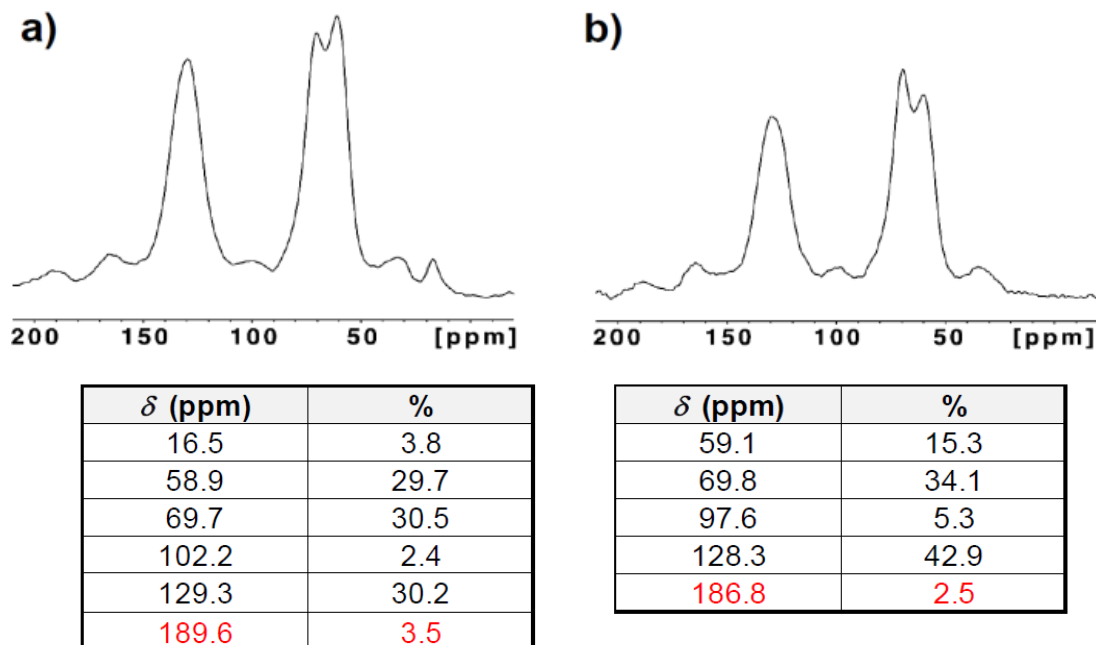 a)
200 150 100 50 [ppm]
δ (ppm) %
16.5 3.8
58.9 29.7
69.7 30.5
102.2 2.4
129.3 30.2
189.6 3.5
b)
200 150 100 50 [ppm]
δ (ppm) %
59.1 15.3
69.8 34.1
97.6 5.3
128.3 42.9
186.8 2.5